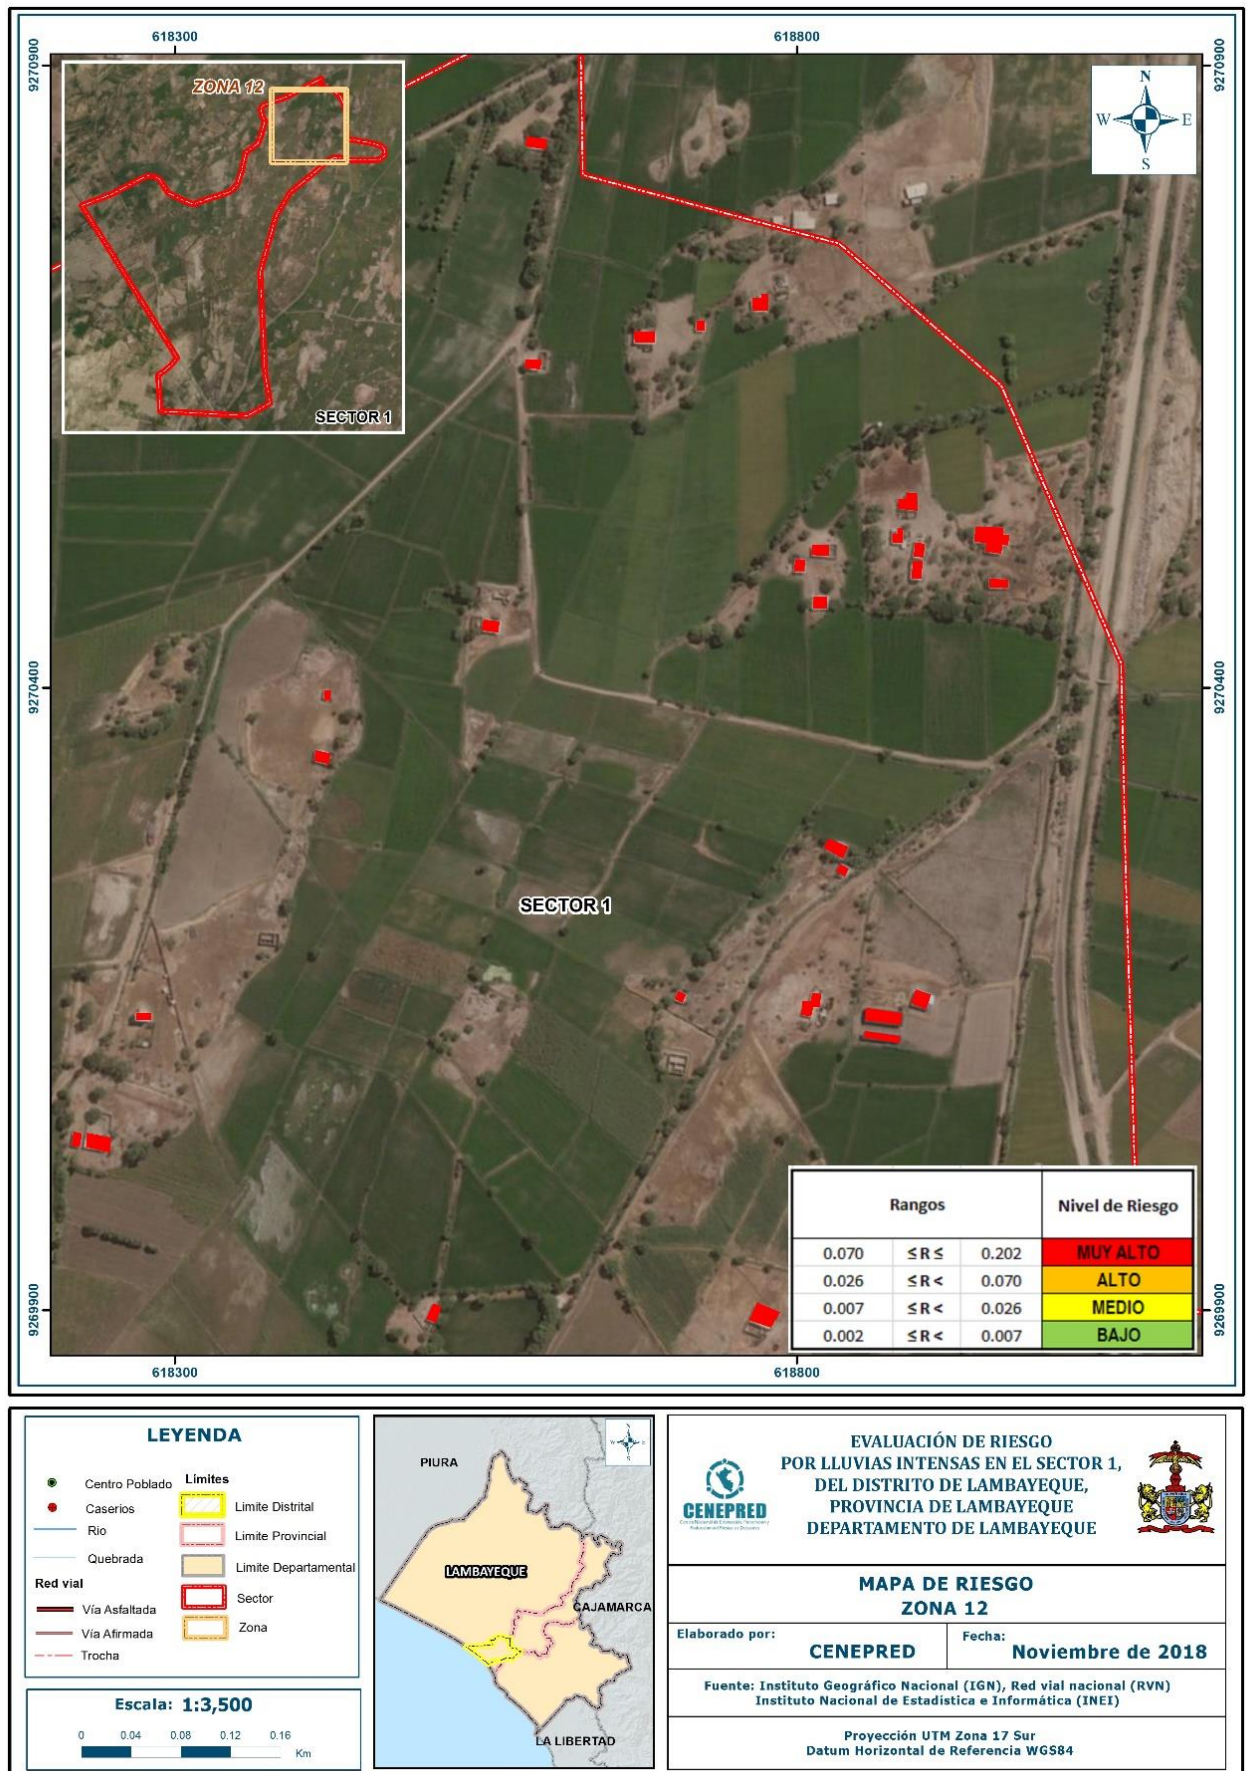 618300
618800
9270900
9270900
ZONA 12
SECTOR 1
N
W
E
S
9270400
9270400
SECTOR 1
Rangos
Nivel de Riesgo
0.070 ≤ R ≤ 0.202 MUY ALTO
0.026 ≤ R < 0.070 ALTO
0.007 ≤ R < 0.026 MEDIO
0.002 ≤ R < 0.007 BAJO
9269900
9269900
618300
618800
LEYENDA
Centro Poblado
Caserios
Rio
Quebrada
Red vial
Vía Asfaltada
Vía Afirmada
Trocha
Limites
Limite Distrital
Limite Provincial
Limite Departamental
Sector
Zona
Escala: 1:3,500
0 0.04 0.08 0.12 0.16
Km
PIURA
LAMBAYEQUE
CAJAMARCA
LA LIBERTAD
CENEPRED
EVALUACIÓN DE RIESGO
POR LLUVIAS INTENSAS EN EL SECTOR 1,
DEL DISTRITO DE LAMBAYEQUE,
PROVINCIA DE LAMBAYEQUE
DEPARTAMENTO DE LAMBAYEQUE
MAPA DE RIESGO
ZONA 12
Elaborado por:
CENEPRED
Fecha:
Noviembre de 2018
Fuente: Instituto Geográfico Nacional (IGN), Red vial nacional (RVN)
Instituto Nacional de Estadística e Informática (INEI)
Proyección UTM Zona 17 Sur
Datum Horizontal de Referencia WGS84